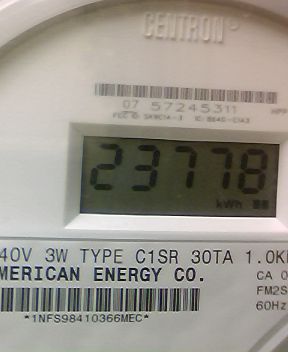 CENTRON®
07 57245311
23778
kWh
40V 3W TYPE C1SR 30TA 1.0K
MERICAN ENERGY CO.
CA 0
FM2S
60Hz
*1NFS98410366MEC*